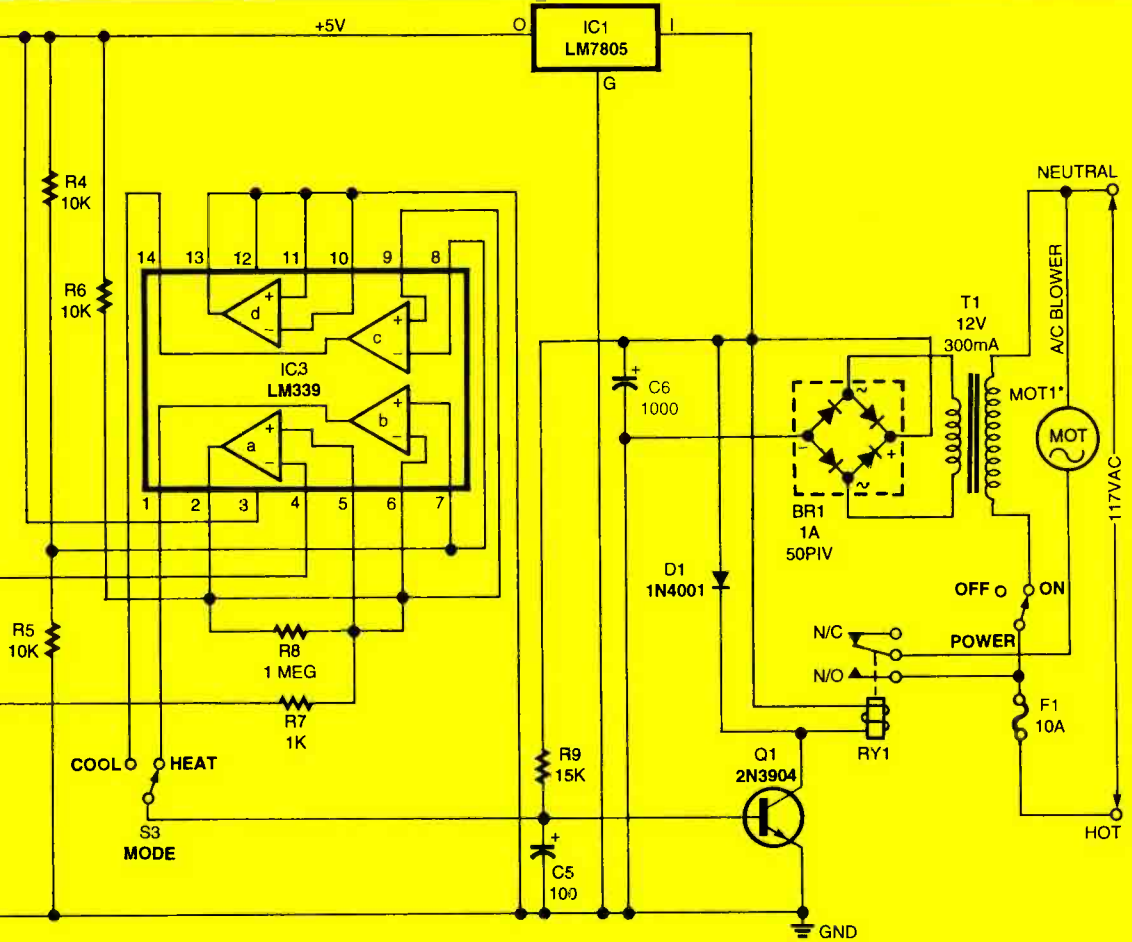 +5V
O
IC1
LM7805
I
G
R4
10K
R6
10K
14
13
12
11
10
9
8
+
−
d
+
−
c
IC3
LM339
+
−
a
+
−
b
1
2
3
4
5
6
7
R5
10K
R8
1 MEG
R7
1K
COOL
HEAT
S3
MODE
R9
15K
+
C5
100
+
C6
1000
D1
1N4001
~
−
+
~
BR1
1A
50PIV
T1
12V
300mA
NEUTRAL
A/C BLOWER
MOT1*
MOT
117VAC
OFF
ON
POWER
N/C
N/O
RY1
F1
10A
HOT
Q1
2N3904
GND